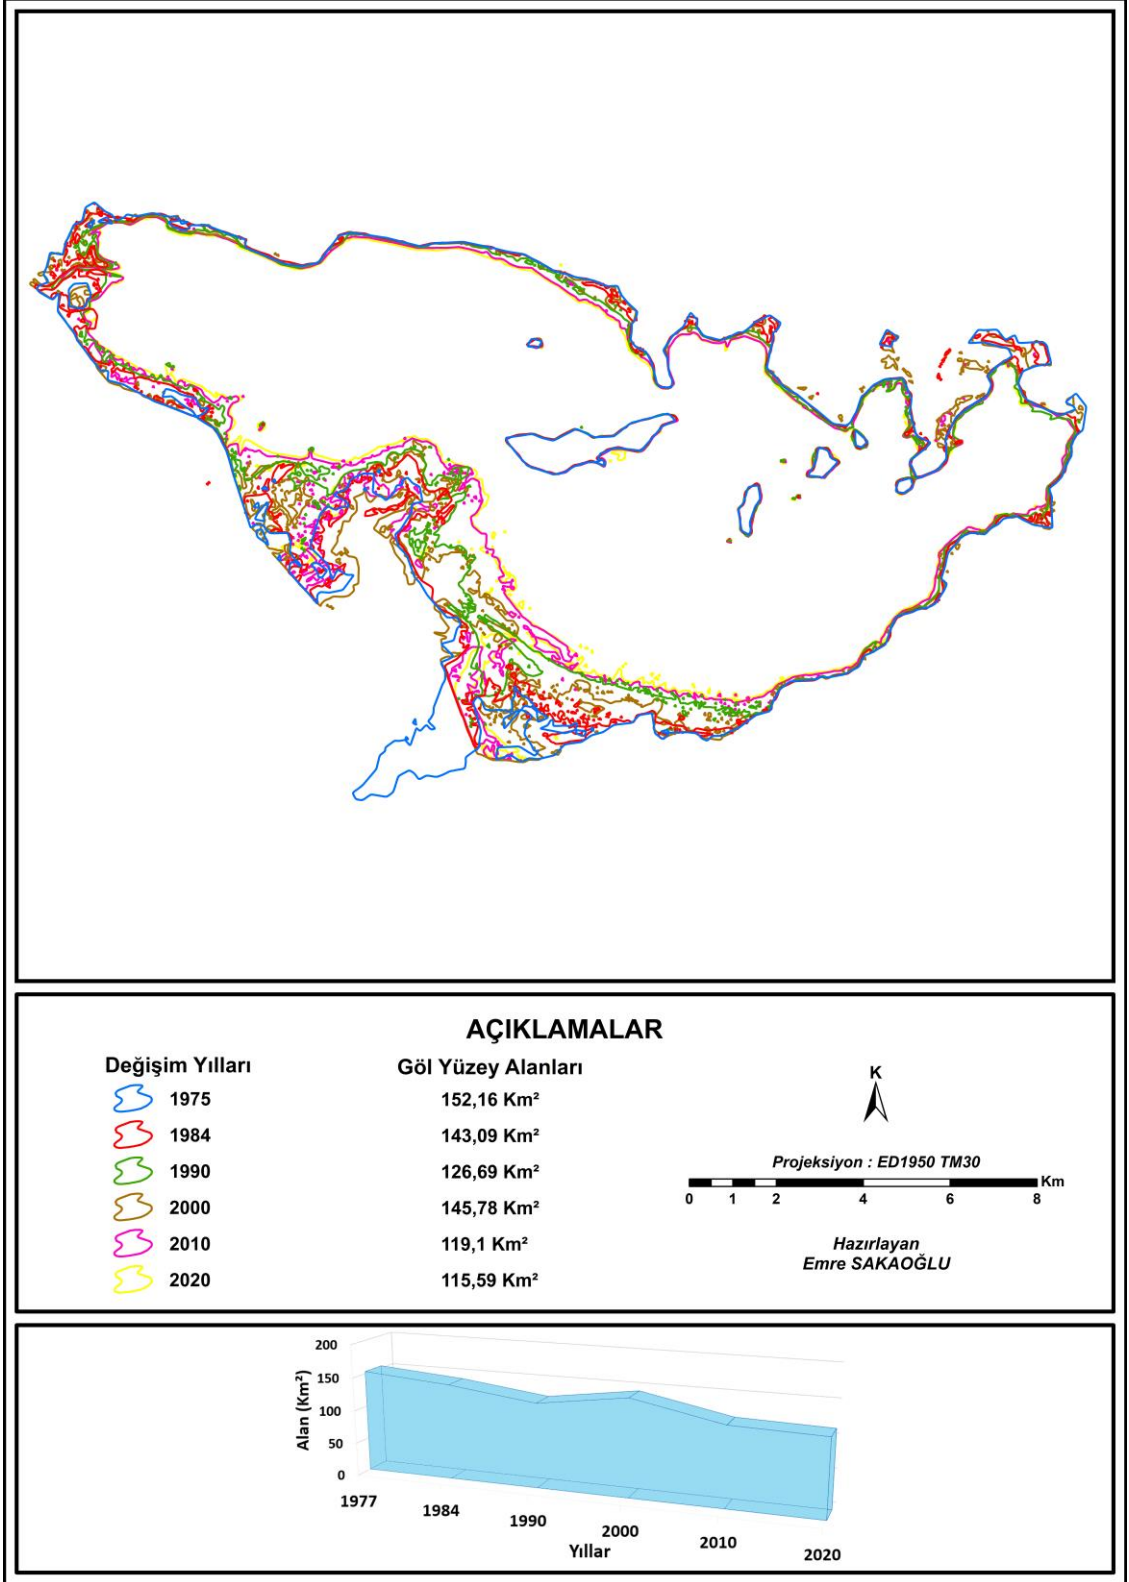 AÇIKLAMALAR
Değişim Yılları
Göl Yüzey Alanları
1975
152,16 Km²
1984
143,09 Km²
1990
126,69 Km²
2000
145,78 Km²
2010
119,1 Km²
2020
115,59 Km²
K
Projeksiyon : ED1950 TM30
Km
0 1 2 4 6 8
Hazırlayan
Emre SAKAOĞLU
200
150
100
50
0
Alan (Km²)
1977
1984
1990
2000
2010
2020
Yıllar